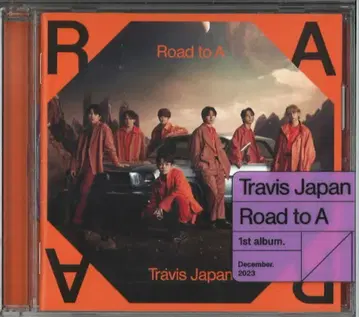 R
A
Road to A
Travis Japan
Road to A
1st album.
December.
2023
A
Travis Japan
R